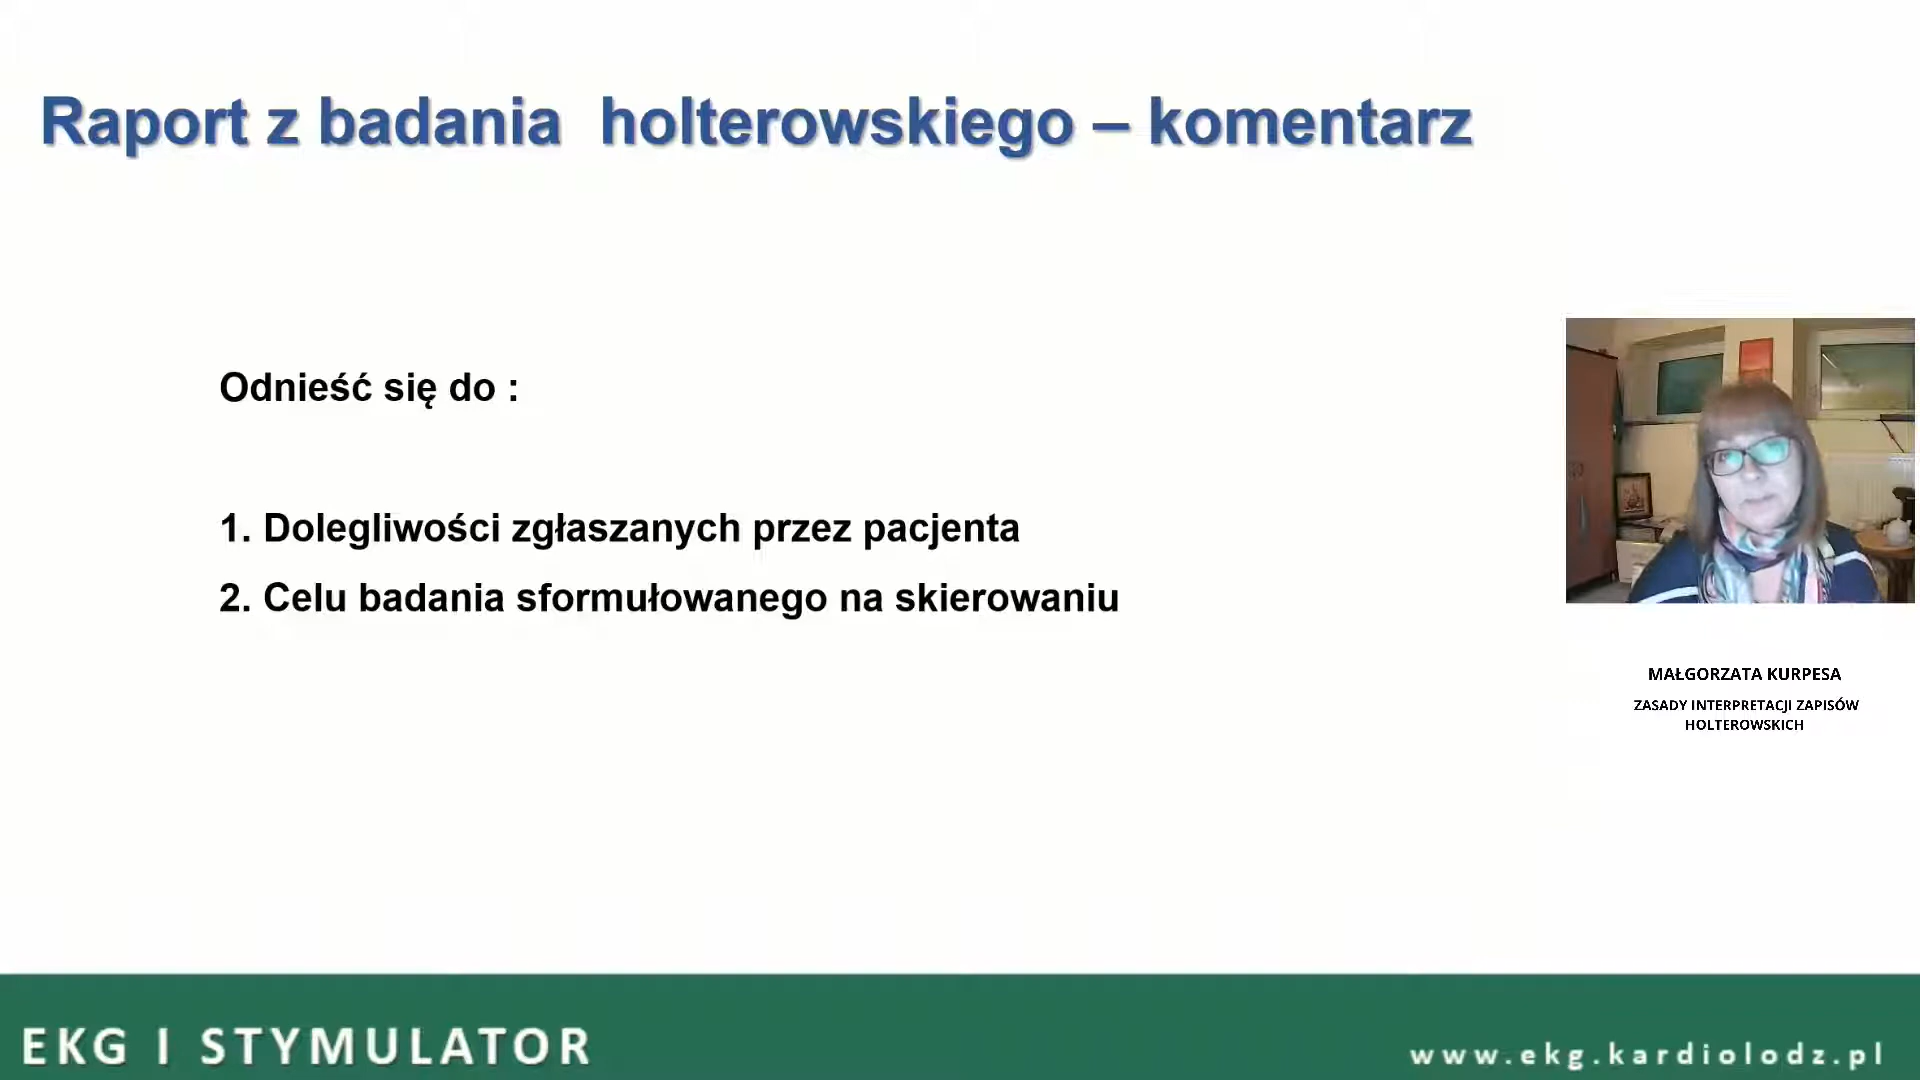 Raport z badania holterowskiego – komentarz
Odnieść się do :
1. Dolegliwości zgłaszanych przez pacjenta
2. Celu badania sformułowanego na skierowaniu
MAŁGORZATA KURPESA
ZASADY INTERPRETACJI ZAPISÓW
HOLTEROWSKICH
EKG I STYMULATOR
www.ekg.kardiolodz.pl